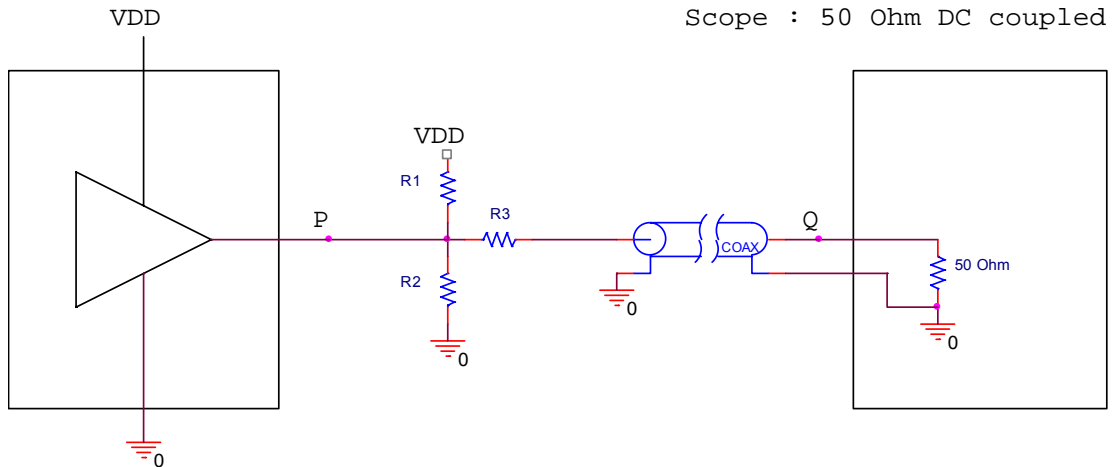 Scope : 50 Ohm DC coupled
VDD
VDD
R1
P
R3
Q
COAX
50 Ohm
R2
0
0
0
0